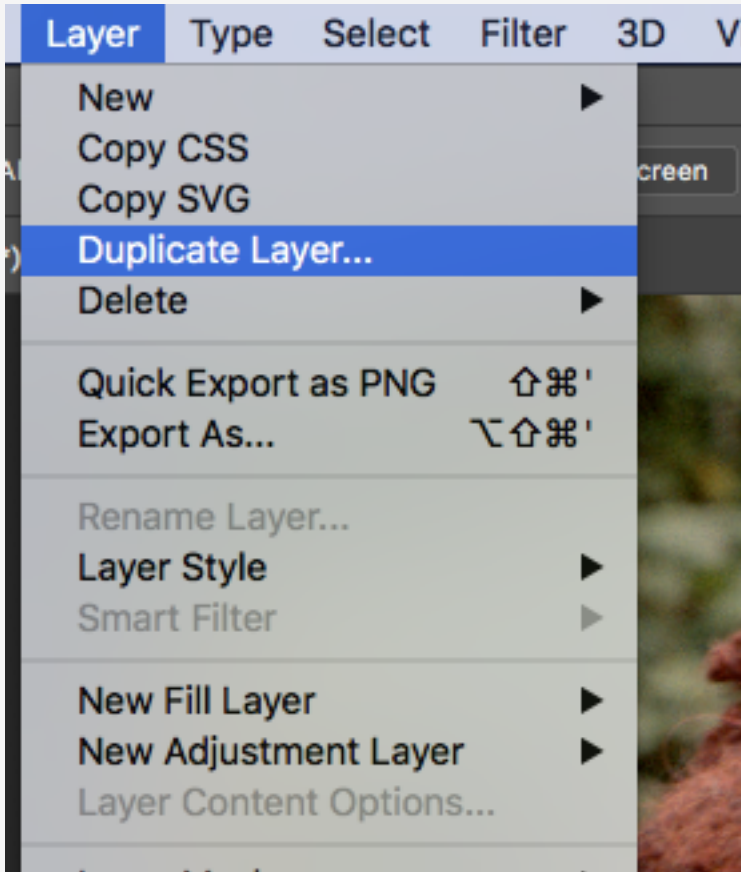 Layer Type Select Filter 3D V
New ▶
Copy CSS
creen
Copy SVG
Duplicate Layer...
Delete ▶
Quick Export as PNG ⇧⌘'
Export As... ⌥⇧⌘'
Rename Layer...
Layer Style ▶
Smart Filter ▶
New Fill Layer ▶
New Adjustment Layer ▶
Layer Content Options...